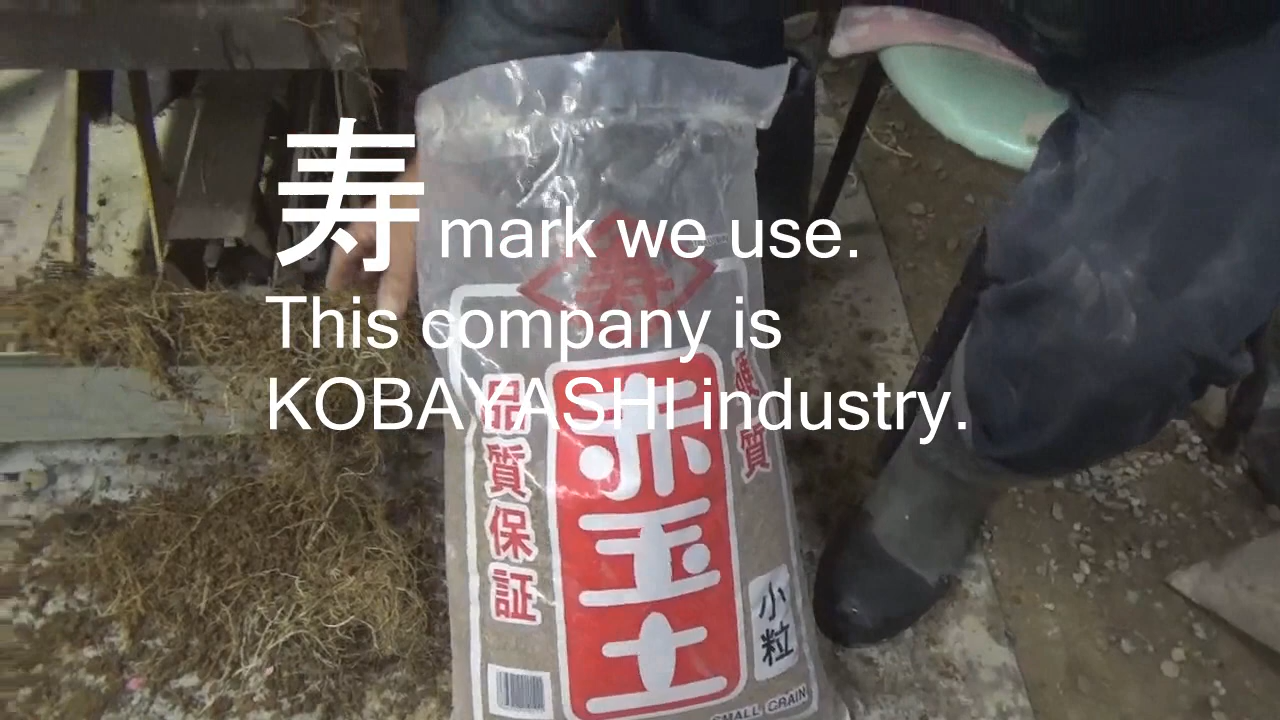 寿 mark we use.
This company is
KOBAYASHI industry.
寿
硬質
赤玉土
品質保証
小粒
SMALL GRAIN